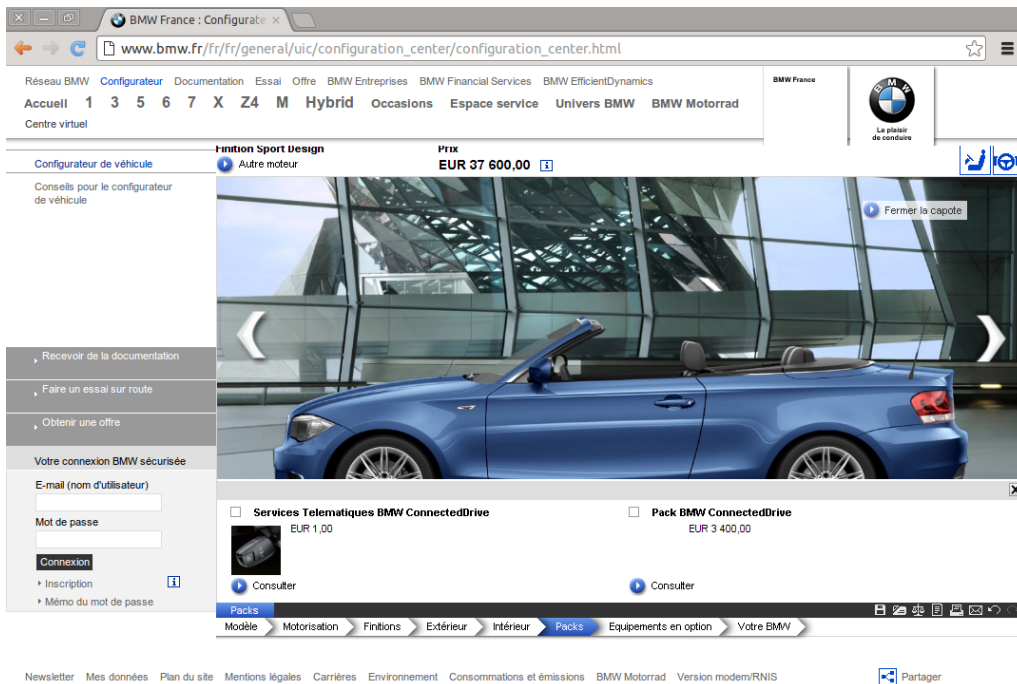 BMW France : Configurate
www.bmw.fr/fr/fr/general/uic/configuration_center/configuration_center.html
Réseau BMW Configurateur Documentation Essai Offre BMW Entreprises BMW Financial Services BMW EfficientDynamics
Accueil 1 3 5 6 7 X Z4 M Hybrid Occasions Espace service Univers BMW BMW Motorrad
Centre virtuel
BMW France
BMW
Le plaisir
de conduire
Configurateur de véhicule
Conseils pour le configurateur
de véhicule
Finition Sport Design Prix
Autre moteur EUR 37 600,00 i
Fermer la capote
Recevoir de la documentation
Faire un essai sur route
Obtenir une offre
Votre connexion BMW sécurisée
E-mail (nom d'utilisateur)
Mot de passe
Connexion
Inscription i
Mémo du mot de passe
Services Telematiques BMW ConnectedDrive
EUR 1,00
Consulter
Pack BMW ConnectedDrive
EUR 3 400,00
Consulter
Packs
Modèle Motorisation Finitions Extérieur Intérieur Packs Equipements en option Votre BMW
Newsletter Mes données Plan du site Mentions légales Carrières Environnement Consommations et émissions BMW Motorrad Version modem/RNIS Partager